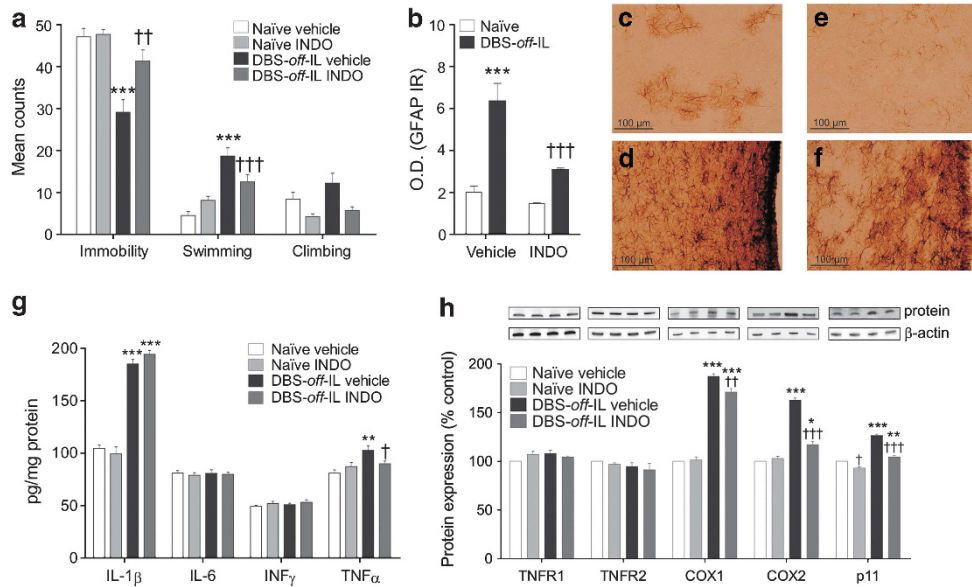 a
Naïve vehicle
Naïve INDO
DBS-off-IL vehicle
DBS-off-IL INDO
50
40
30
20
10
0
Mean counts
***
††
***
†††
Immobility
Swimming
Climbing
b
Naïve
DBS-off-IL
8
6
4
2
0
O.D. (GFAP IR)
***
†††
Vehicle
INDO
c
100 µm
e
100 µm
d
100 µm
f
100 µm
g
Naïve vehicle
Naïve INDO
DBS-off-IL vehicle
DBS-off-IL INDO
200
150
100
50
0
pg/mg protein
***
***
**
†
IL-1β
IL-6
INFγ
TNFα
h
protein
β-actin
Naïve vehicle
Naïve INDO
DBS-off-IL vehicle
DBS-off-IL INDO
200
150
100
50
0
Protein expression (% control)
***
***
††
***
*
†††
†
***
**
†††
TNFR1
TNFR2
COX1
COX2
p11